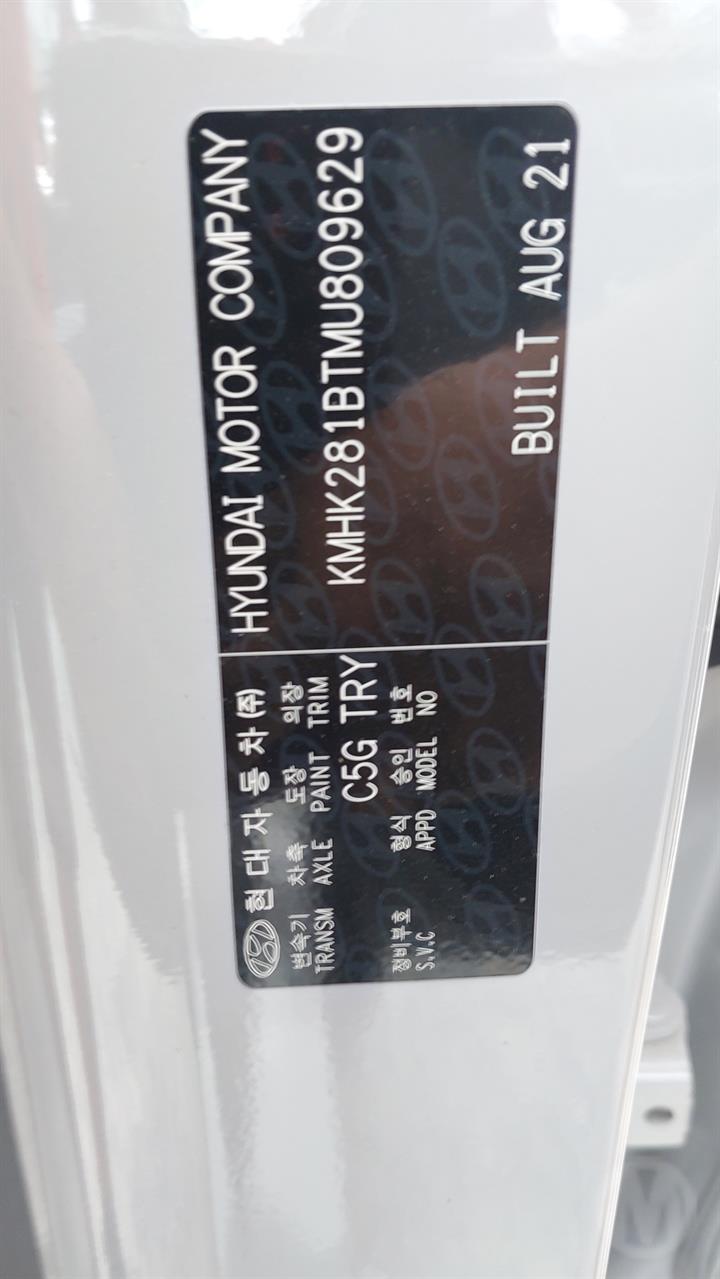 현대자동차(주) HYUNDAI MOTOR COMPANY
변속기 차축 도장 의장
TRANSM AXLE PAINT TRIM
C5G TRY KMHK281BTMU809629
정비부호 형식 승인 번호
S.V.C APPD MODEL NO
BUILT AUG 21